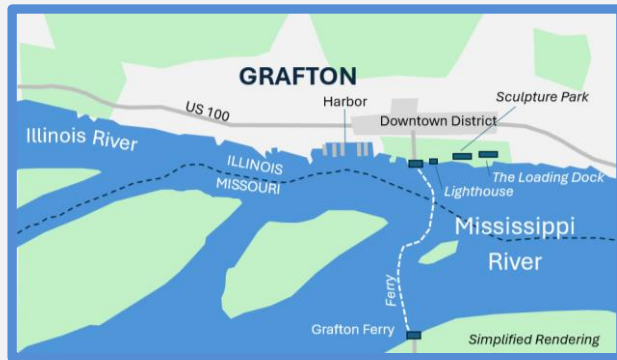 GRAFTON
Sculpture Park
US 100
Harbor
Downtown District
Illinois River
ILLINOIS
MISSOURI
The Loading Dock
Lighthouse
Mississippi
River
Ferry
Grafton Ferry
Simplified Rendering